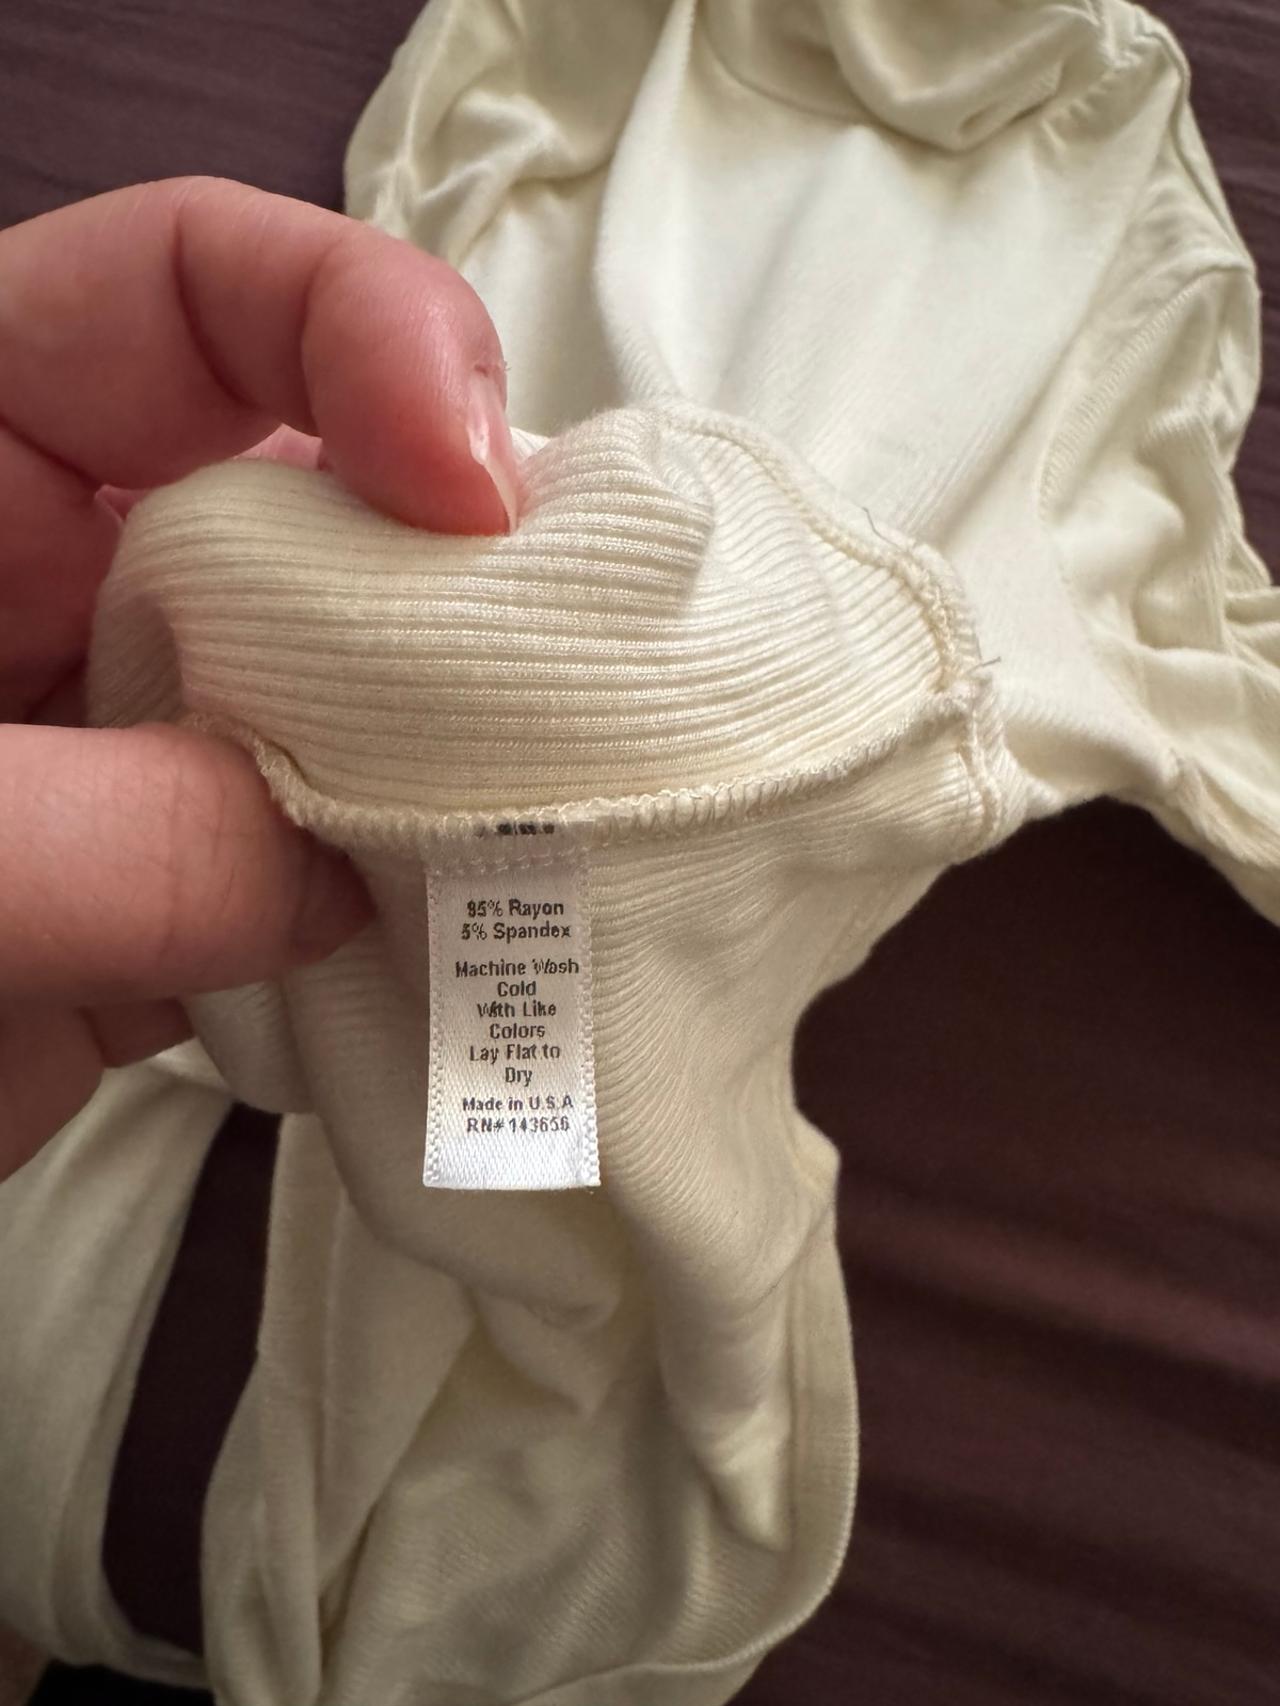 95% Rayon
5% Spandex
Machine Wash
Cold
With Like
Colors
Lay Flat to
Dry
Made in U.S.A
RN# 143656